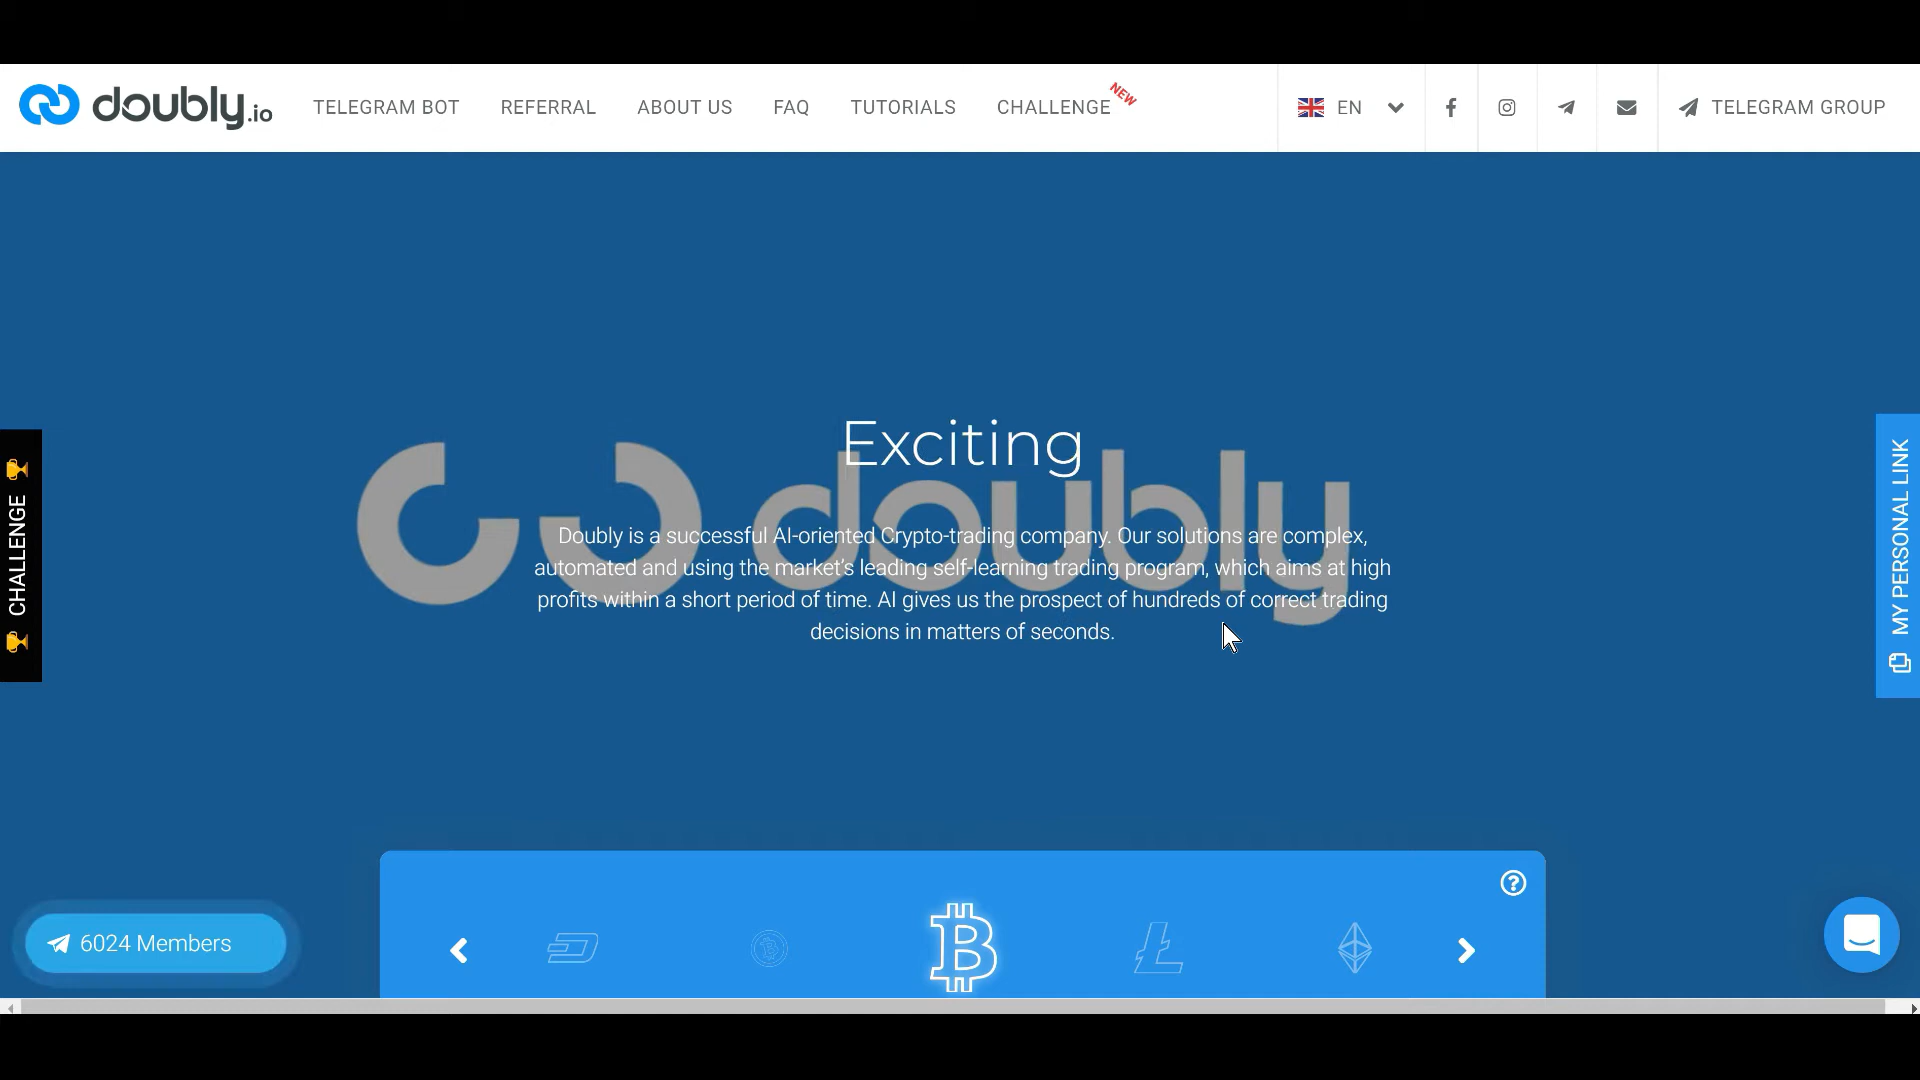 doubly.io
TELEGRAM BOT
REFERRAL
ABOUT US
FAQ
TUTORIALS
CHALLENGE
NEW
EN
TELEGRAM GROUP
Exciting
doubly
Doubly is a successful AI-oriented Crypto-trading company. Our solutions are complex,
automated and using the market's leading self-learning trading program, which aims at high
profits within a short period of time. AI gives us the prospect of hundreds of correct trading
decisions in matters of seconds.
CHALLENGE
MY PERSONAL LINK
6024 Members